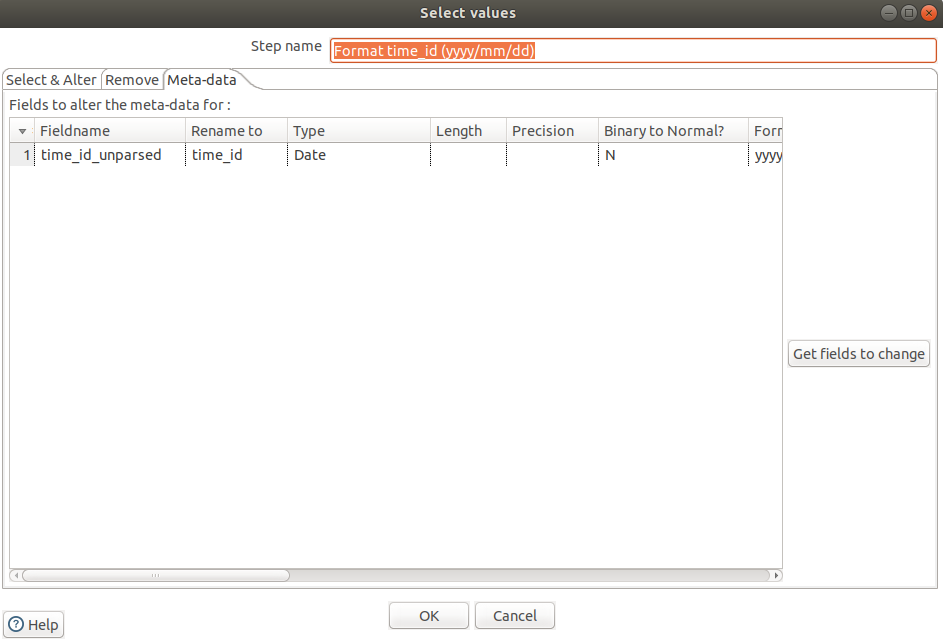 Select values
Step name Format time_id (yyyy/mm/dd)
Select & Alter Remove Meta-data
Fields to alter the meta-data for :
Fieldname Rename to Type Length Precision Binary to Normal? Forr
1 time_id_unparsed time_id Date N yyyy
Get fields to change
OK Cancel
Help